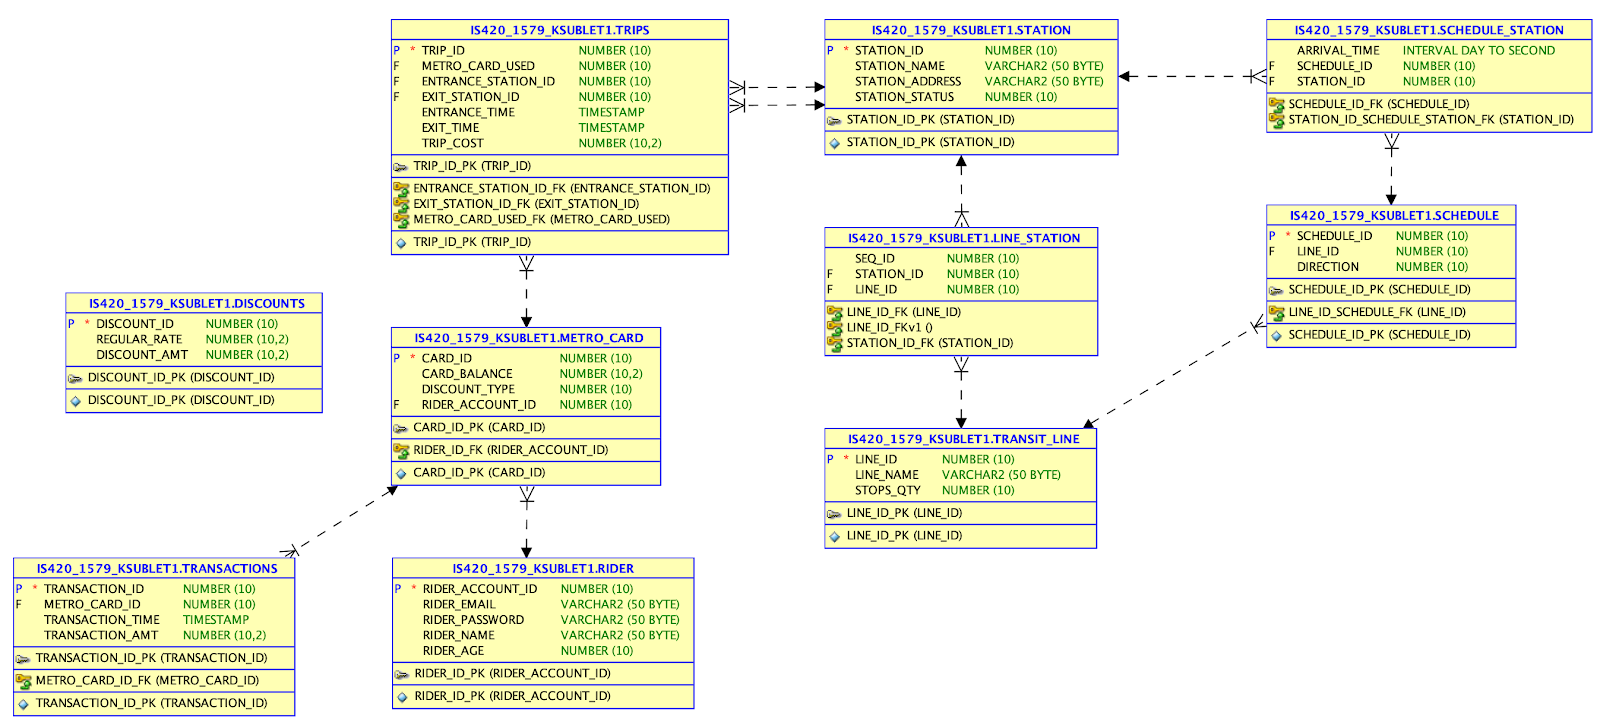 IS420_1579_KSUBLET1.TRIPS
P * TRIP_ID NUMBER (10)
F METRO_CARD_USED NUMBER (10)
F ENTRANCE_STATION_ID NUMBER (10)
F EXIT_STATION_ID NUMBER (10)
ENTRANCE_TIME TIMESTAMP
EXIT_TIME TIMESTAMP
TRIP_COST NUMBER (10,2)
TRIP_ID_PK (TRIP_ID)
ENTRANCE_STATION_ID_FK (ENTRANCE_STATION_ID)
EXIT_STATION_ID_FK (EXIT_STATION_ID)
METRO_CARD_USED_FK (METRO_CARD_USED)
TRIP_ID_PK (TRIP_ID)
IS420_1579_KSUBLET1.STATION
P * STATION_ID NUMBER (10)
STATION_NAME VARCHAR2 (50 BYTE)
STATION_ADDRESS VARCHAR2 (50 BYTE)
STATION_STATUS NUMBER (10)
STATION_ID_PK (STATION_ID)
STATION_ID_PK (STATION_ID)
IS420_1579_KSUBLET1.SCHEDULE_STATION
ARRIVAL_TIME INTERVAL DAY TO SECOND
F SCHEDULE_ID NUMBER (10)
F STATION_ID NUMBER (10)
SCHEDULE_ID_FK (SCHEDULE_ID)
STATION_ID_SCHEDULE_STATION_FK (STATION_ID)
IS420_1579_KSUBLET1.SCHEDULE
P * SCHEDULE_ID NUMBER (10)
F LINE_ID NUMBER (10)
DIRECTION NUMBER (10)
SCHEDULE_ID_PK (SCHEDULE_ID)
LINE_ID_SCHEDULE_FK (LINE_ID)
SCHEDULE_ID_PK (SCHEDULE_ID)
IS420_1579_KSUBLET1.LINE_STATION
SEQ_ID NUMBER (10)
F STATION_ID NUMBER (10)
F LINE_ID NUMBER (10)
LINE_ID_FK (LINE_ID)
LINE_ID_FKv1 ()
STATION_ID_FK (STATION_ID)
IS420_1579_KSUBLET1.DISCOUNTS
P * DISCOUNT_ID NUMBER (10)
REGULAR_RATE NUMBER (10,2)
DISCOUNT_AMT NUMBER (10,2)
DISCOUNT_ID_PK (DISCOUNT_ID)
DISCOUNT_ID_PK (DISCOUNT_ID)
IS420_1579_KSUBLET1.METRO_CARD
P * CARD_ID NUMBER (10)
CARD_BALANCE NUMBER (10,2)
DISCOUNT_TYPE NUMBER (10)
F RIDER_ACCOUNT_ID NUMBER (10)
CARD_ID_PK (CARD_ID)
RIDER_ID_FK (RIDER_ACCOUNT_ID)
CARD_ID_PK (CARD_ID)
IS420_1579_KSUBLET1.TRANSIT_LINE
P * LINE_ID NUMBER (10)
LINE_NAME VARCHAR2 (50 BYTE)
STOPS_QTY NUMBER (10)
LINE_ID_PK (LINE_ID)
LINE_ID_PK (LINE_ID)
IS420_1579_KSUBLET1.TRANSACTIONS
P * TRANSACTION_ID NUMBER (10)
F METRO_CARD_ID NUMBER (10)
TRANSACTION_TIME TIMESTAMP
TRANSACTION_AMT NUMBER (10,2)
TRANSACTION_ID_PK (TRANSACTION_ID)
METRO_CARD_ID_FK (METRO_CARD_ID)
TRANSACTION_ID_PK (TRANSACTION_ID)
IS420_1579_KSUBLET1.RIDER
P * RIDER_ACCOUNT_ID NUMBER (10)
RIDER_EMAIL VARCHAR2 (50 BYTE)
RIDER_PASSWORD VARCHAR2 (50 BYTE)
RIDER_NAME VARCHAR2 (50 BYTE)
RIDER_AGE NUMBER (10)
RIDER_ID_PK (RIDER_ACCOUNT_ID)
RIDER_ID_PK (RIDER_ACCOUNT_ID)